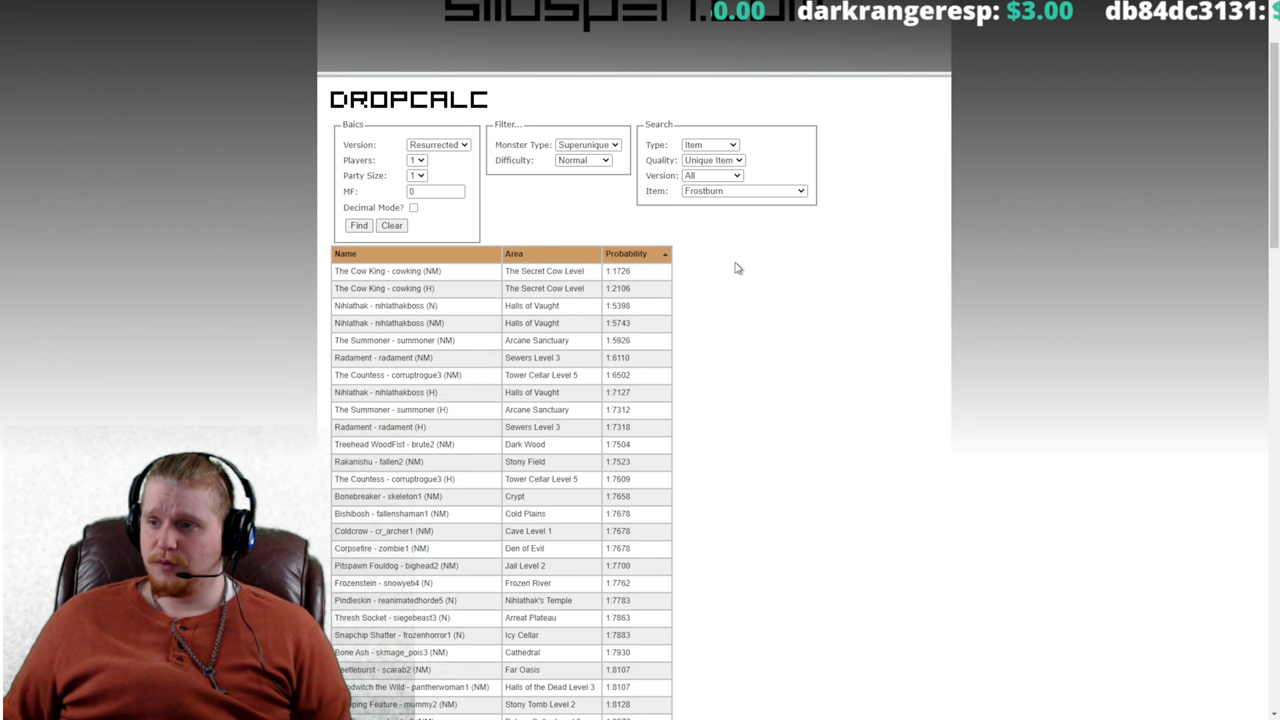 0.00 darkrangeresp: $3.00 db84dc3131:
DROPCALC
Baics
Version: Resurrected
Players: 1
Party Size: 1
MF: 0
Decimal Mode?
Find Clear
Filter...
Monster Type: Superunique
Difficulty: Normal
Search
Type: Item
Quality: Unique Item
Version: All
Item: Frostburn
Name Area Probability
The Cow King - cowking (NM) The Secret Cow Level 1:1726
The Cow King - cowking (H) The Secret Cow Level 1:2106
Nihlathak - nihlathakboss (N) Halls of Vaught 1:5398
Nihlathak - nihlathakboss (NM) Halls of Vaught 1:5743
The Summoner - summoner (NM) Arcane Sanctuary 1:5926
Radament - radament (NM) Sewers Level 3 1:6110
The Countess - corruptrogue3 (NM) Tower Cellar Level 5 1:6502
Nihlathak - nihlathakboss (H) Halls of Vaught 1:7127
The Summoner - summoner (H) Arcane Sanctuary 1:7312
Radament - radament (H) Sewers Level 3 1:7318
Treehead WoodFist - brute2 (NM) Dark Wood 1:7504
Rakanishu - fallen2 (NM) Stony Field 1:7523
The Countess - corruptrogue3 (H) Tower Cellar Level 5 1:7609
Bonebreaker - skeleton1 (NM) Crypt 1:7658
Bishibosh - fallenshaman1 (NM) Cold Plains 1:7678
Coldcrow - cr_archer1 (NM) Cave Level 1 1:7678
Corpsefire - zombie1 (NM) Den of Evil 1:7678
Pitspawn Fouldog - bighead2 (NM) Jail Level 2 1:7700
Frozenstein - snowyeti4 (N) Frozen River 1:7762
Pindleskin - reanimatedhorde5 (N) Nihlathak's Temple 1:7783
Thresh Socket - siegebeast3 (N) Arreat Plateau 1:7863
Snapchip Shatter - frozenhorror1 (N) Icy Cellar 1:7883
Bone Ash - skmage_pois3 (NM) Cathedral 1:7930
eetleburst - scarab2 (NM) Far Oasis 1:8107
dwitch the Wild - pantherwoman1 (NM) Halls of the Dead Level 3 1:8107
ping Feature - mummy2 (NM) Stony Tomb Level 2 1:8128